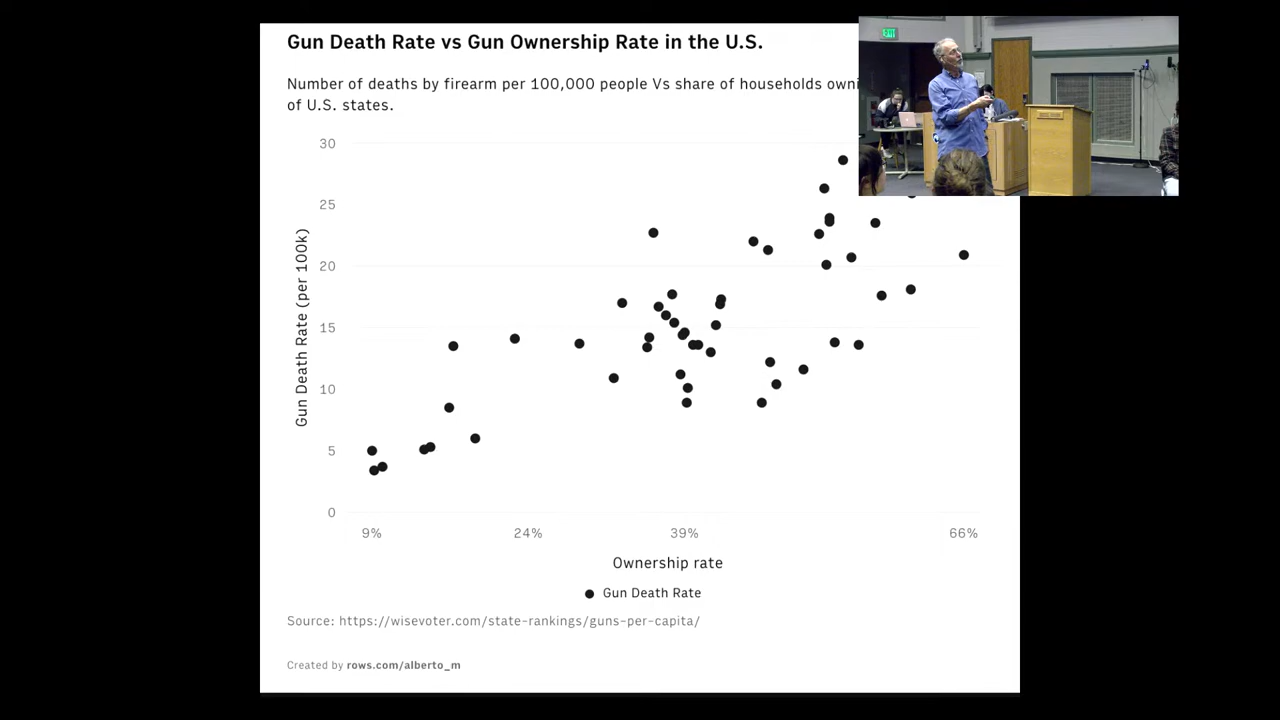 Gun Death Rate vs Gun Ownership Rate in the U.S.
Number of deaths by firearm per 100,000 people Vs share of households owni
of U.S. states.
EXIT
30
25
20
15
10
5
0
Gun Death Rate (per 100k)
9% 24% 39% 66%
Ownership rate
Gun Death Rate
Source: https://wisevoter.com/state-rankings/guns-per-capita/
Created by rows.com/alberto_m